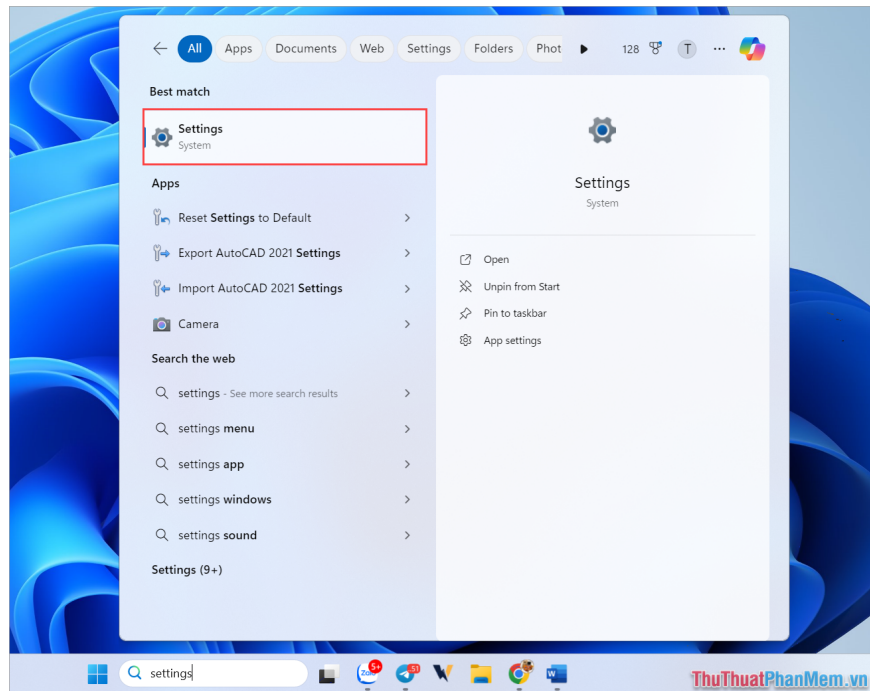 All Apps Documents Web Settings Folders Phot 128 T ...
Best match
Settings
System
Apps
Reset Settings to Default
Export AutoCAD 2021 Settings
Import AutoCAD 2021 Settings
Camera
Search the web
settings - See more search results
settings menu
settings app
settings windows
settings sound
Settings (9+)
Settings
System
Open
Unpin from Start
Pin to taskbar
App settings
settings
Zalo 5+ 51 W
ThuThuatPhanMem.vn